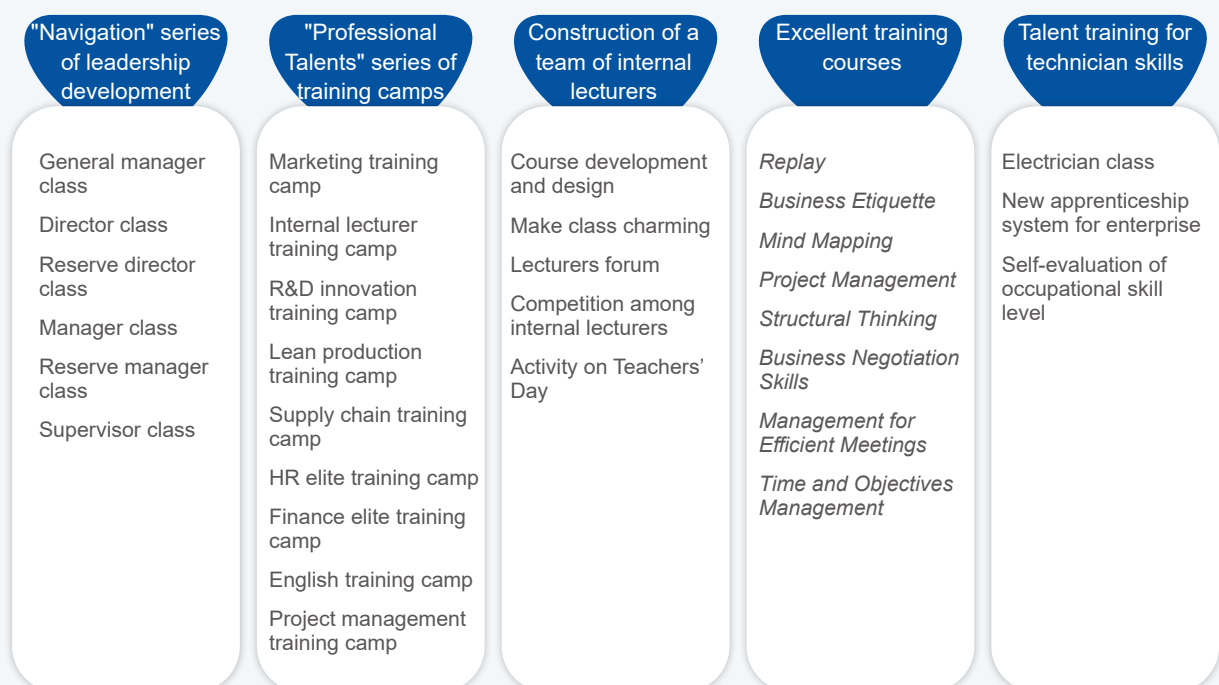 "Navigation" series
of leadership
development
General manager
class
Director class
Reserve director
class
Manager class
Reserve manager
class
Supervisor class
"Professional
Talents" series of
training camps
Marketing training
camp
Internal lecturer
training camp
R&D innovation
training camp
Lean production
training camp
Supply chain training
camp
HR elite training camp
Finance elite training
camp
English training camp
Project management
training camp
Construction of a
team of internal
lecturers
Course development
and design
Make class charming
Lecturers forum
Competition among
internal lecturers
Activity on Teachers’
Day
Excellent training
courses
Replay
Business Etiquette
Mind Mapping
Project Management
Structural Thinking
Business Negotiation
Skills
Management for
Efficient Meetings
Time and Objectives
Management
Talent training for
technician skills
Electrician class
New apprenticeship
system for enterprise
Self-evaluation of
occupational skill
level